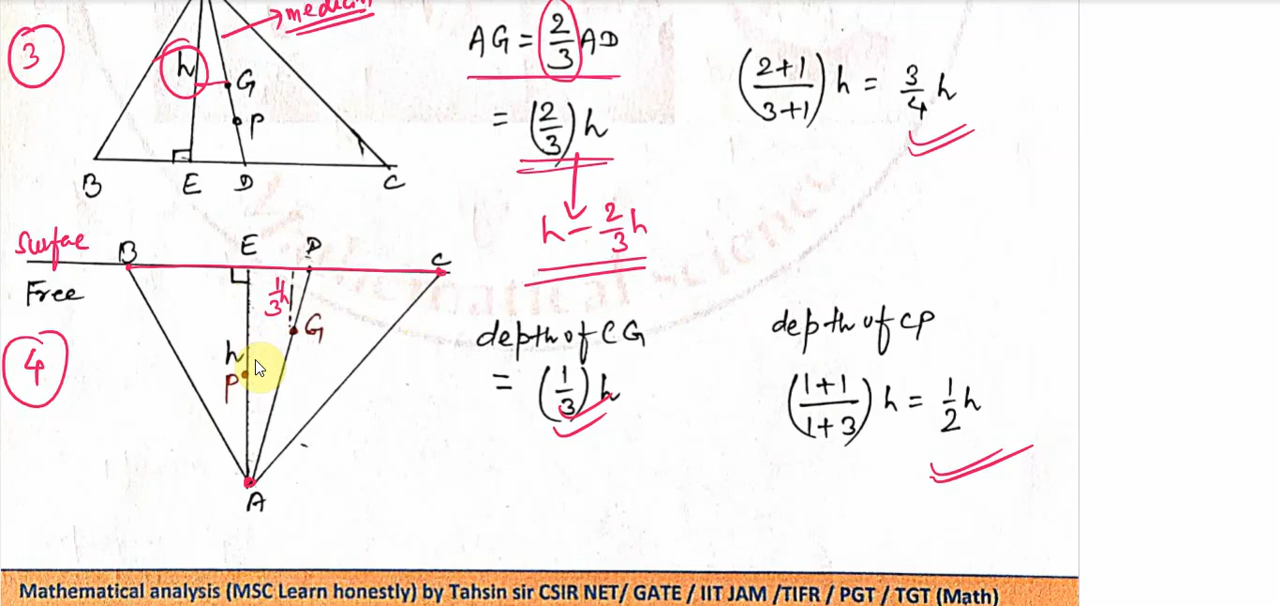 3
median
h
G
P
B E D C
AG = 2/3 AD
= (2/3) h
h - 2/3 h
(2+1/3+1) h = 3/4 h
Surfae
Free
B E D C
1/3 h
G
h
P
A
4
depth of CG
= (1/3) h
depth of CP
(1+1/1+3) h = 1/2 h
Mathematical analysis (MSC Learn honestly) by Tahsin sir CSIR NET/ GATE / IIT JAM /TIFR / PGT / TGT (Math)